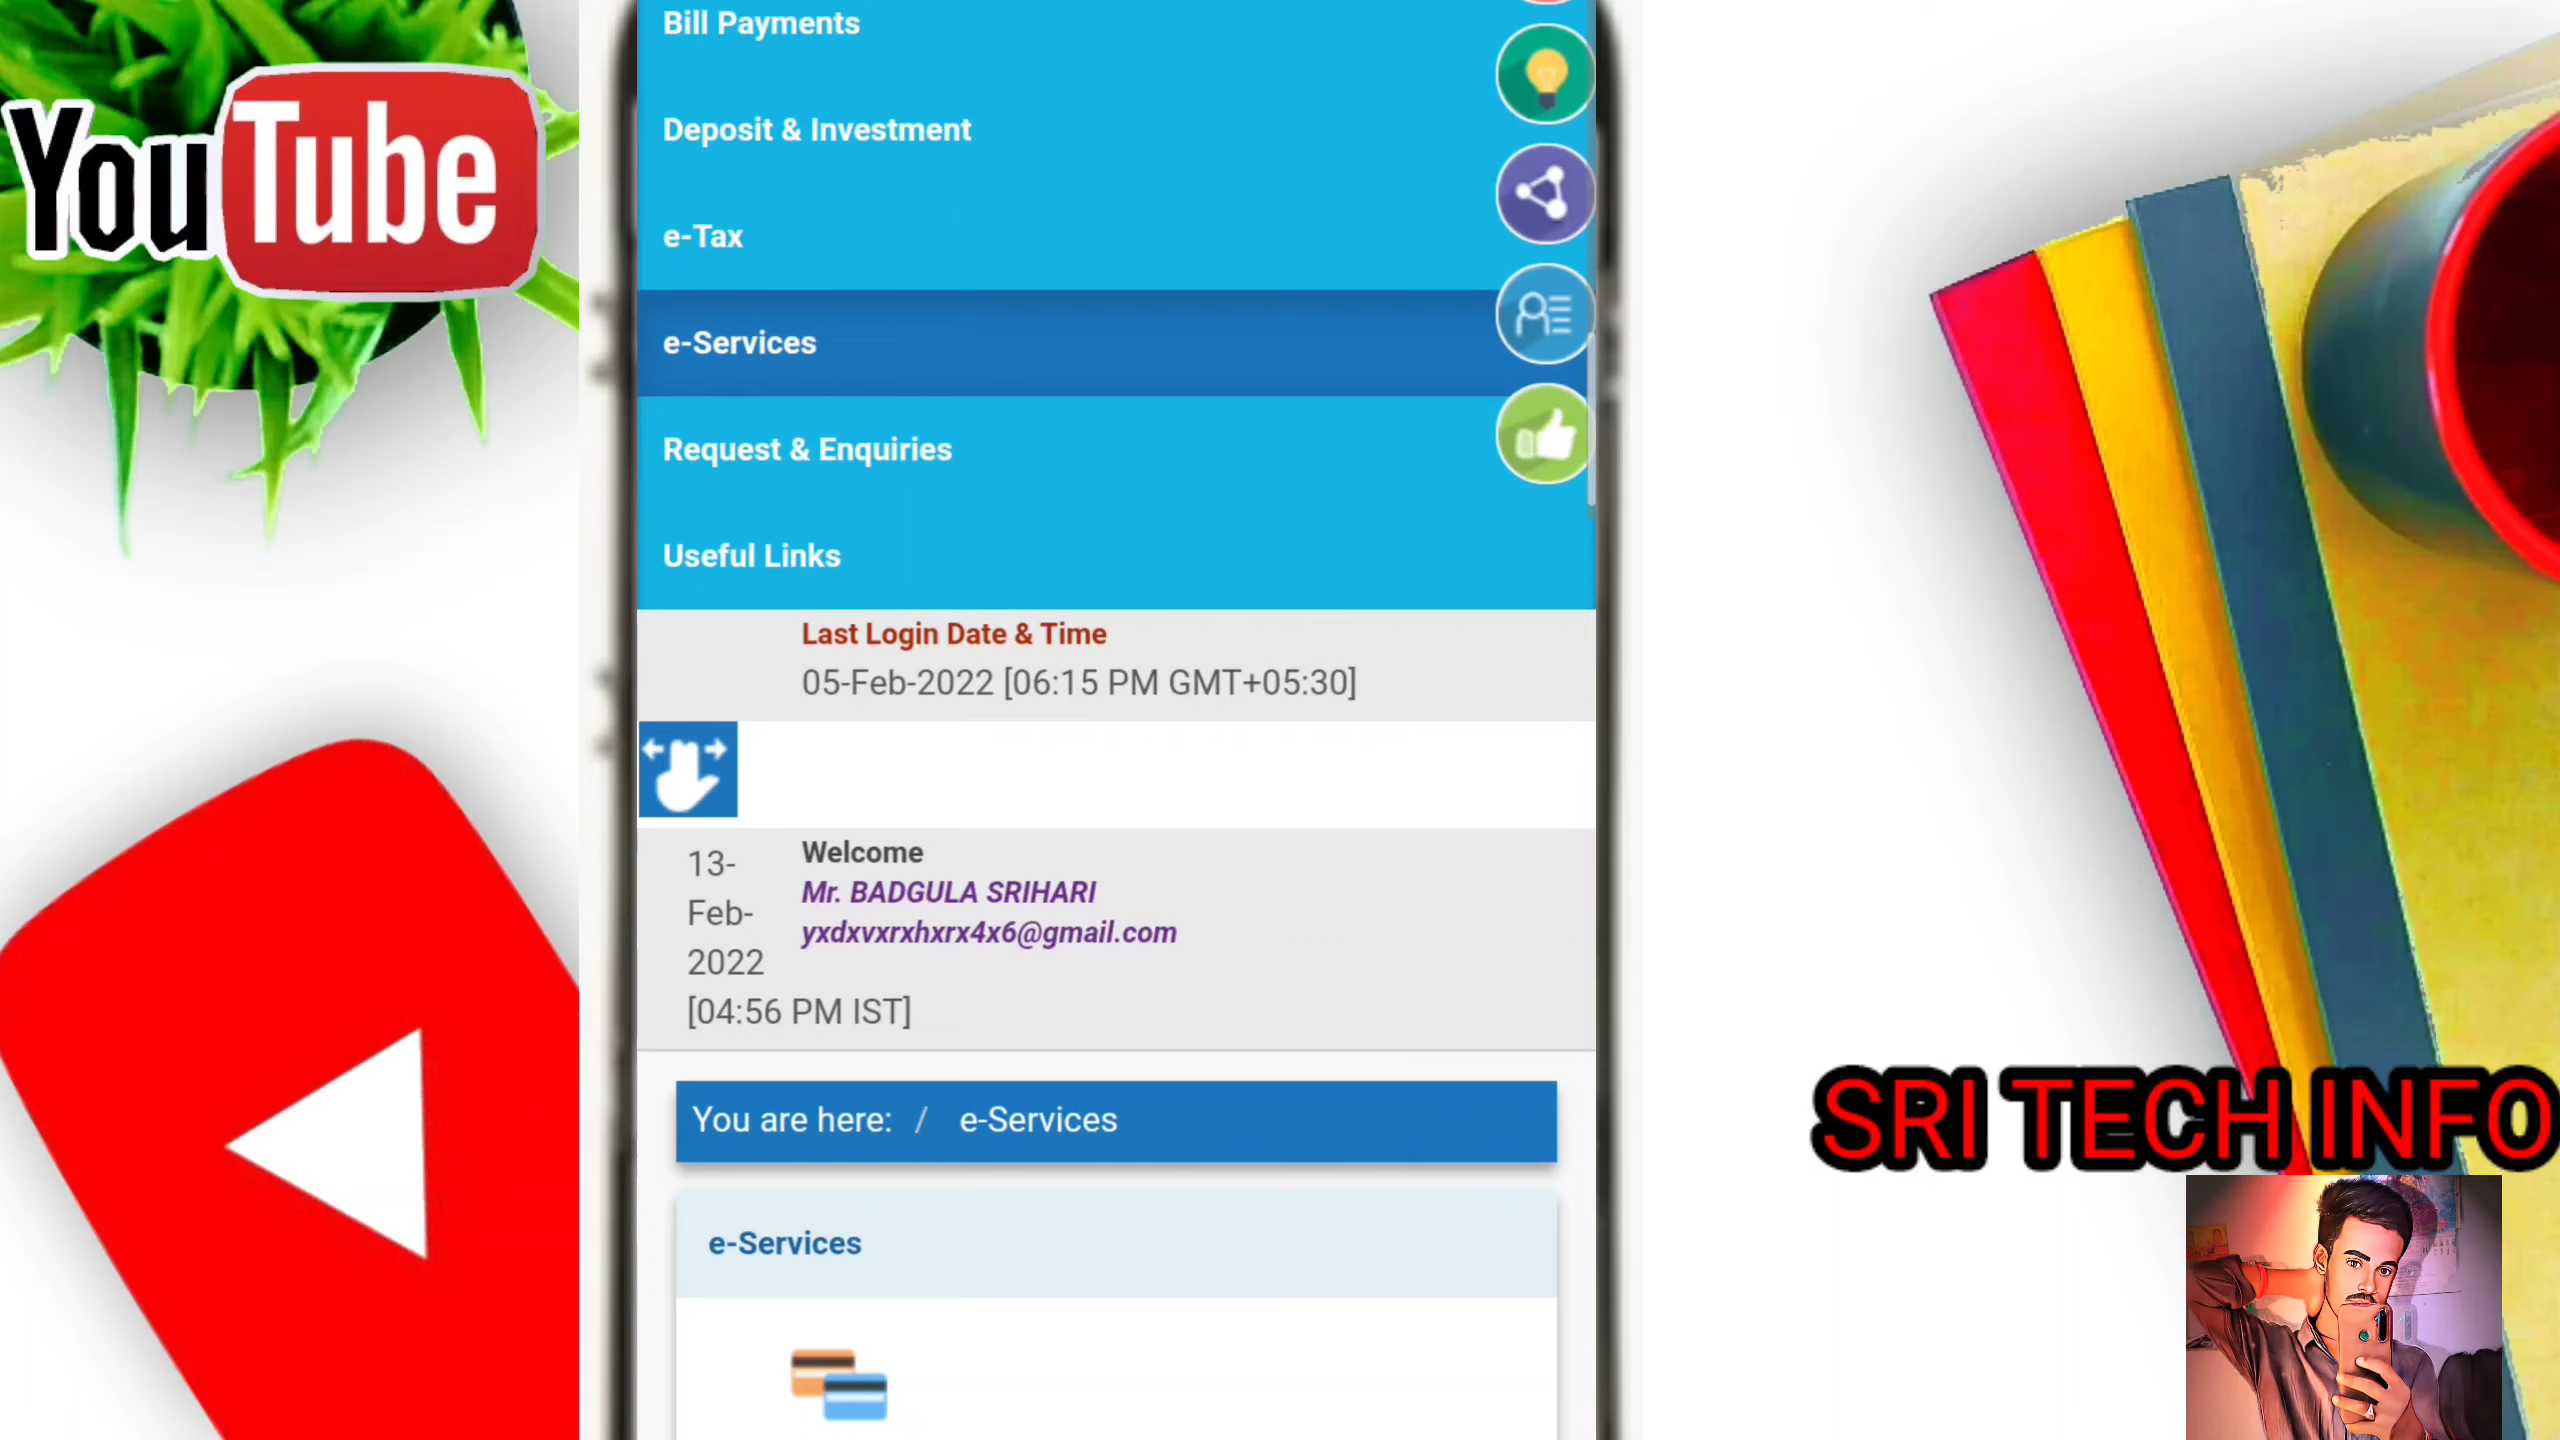 YouTube
Bill Payments
Deposit & Investment
e-Tax
e-Services
Request & Enquiries
Useful Links
Last Login Date & Time
05-Feb-2022 [06:15 PM GMT+05:30]
13-
Feb-
2022
[04:56 PM IST]
Welcome
Mr. BADGULA SRIHARI
yxdxvxrxhxrx4x6@gmail.com
You are here: / e-Services
e-Services
SRI TECH INFO